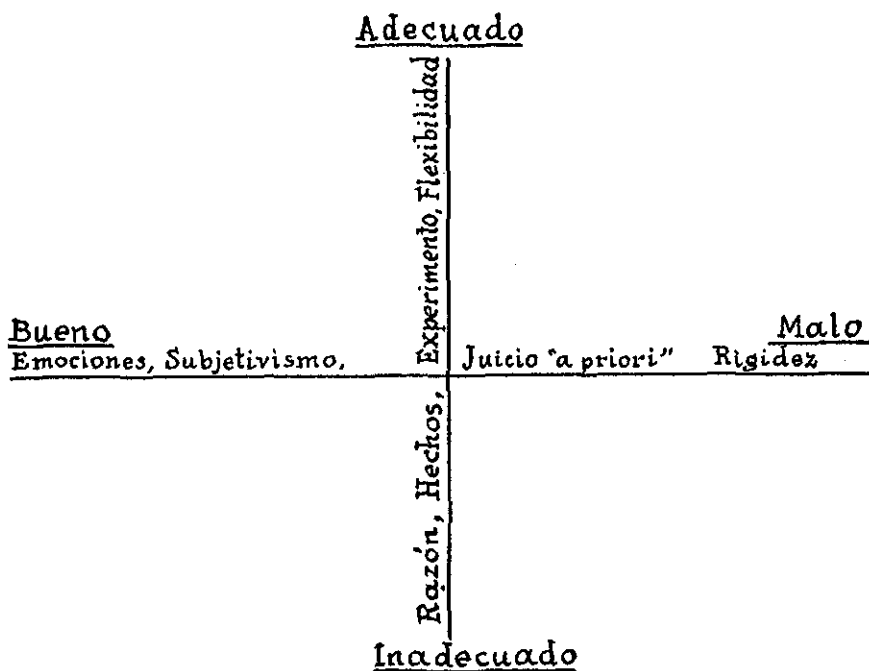 Adecuado
Razón, Hechos, Experimento, Flexibilidad
Bueno
Malo
Emociones, Subjetivismo, Juicio "a priori" Rigidez
Inadecuado